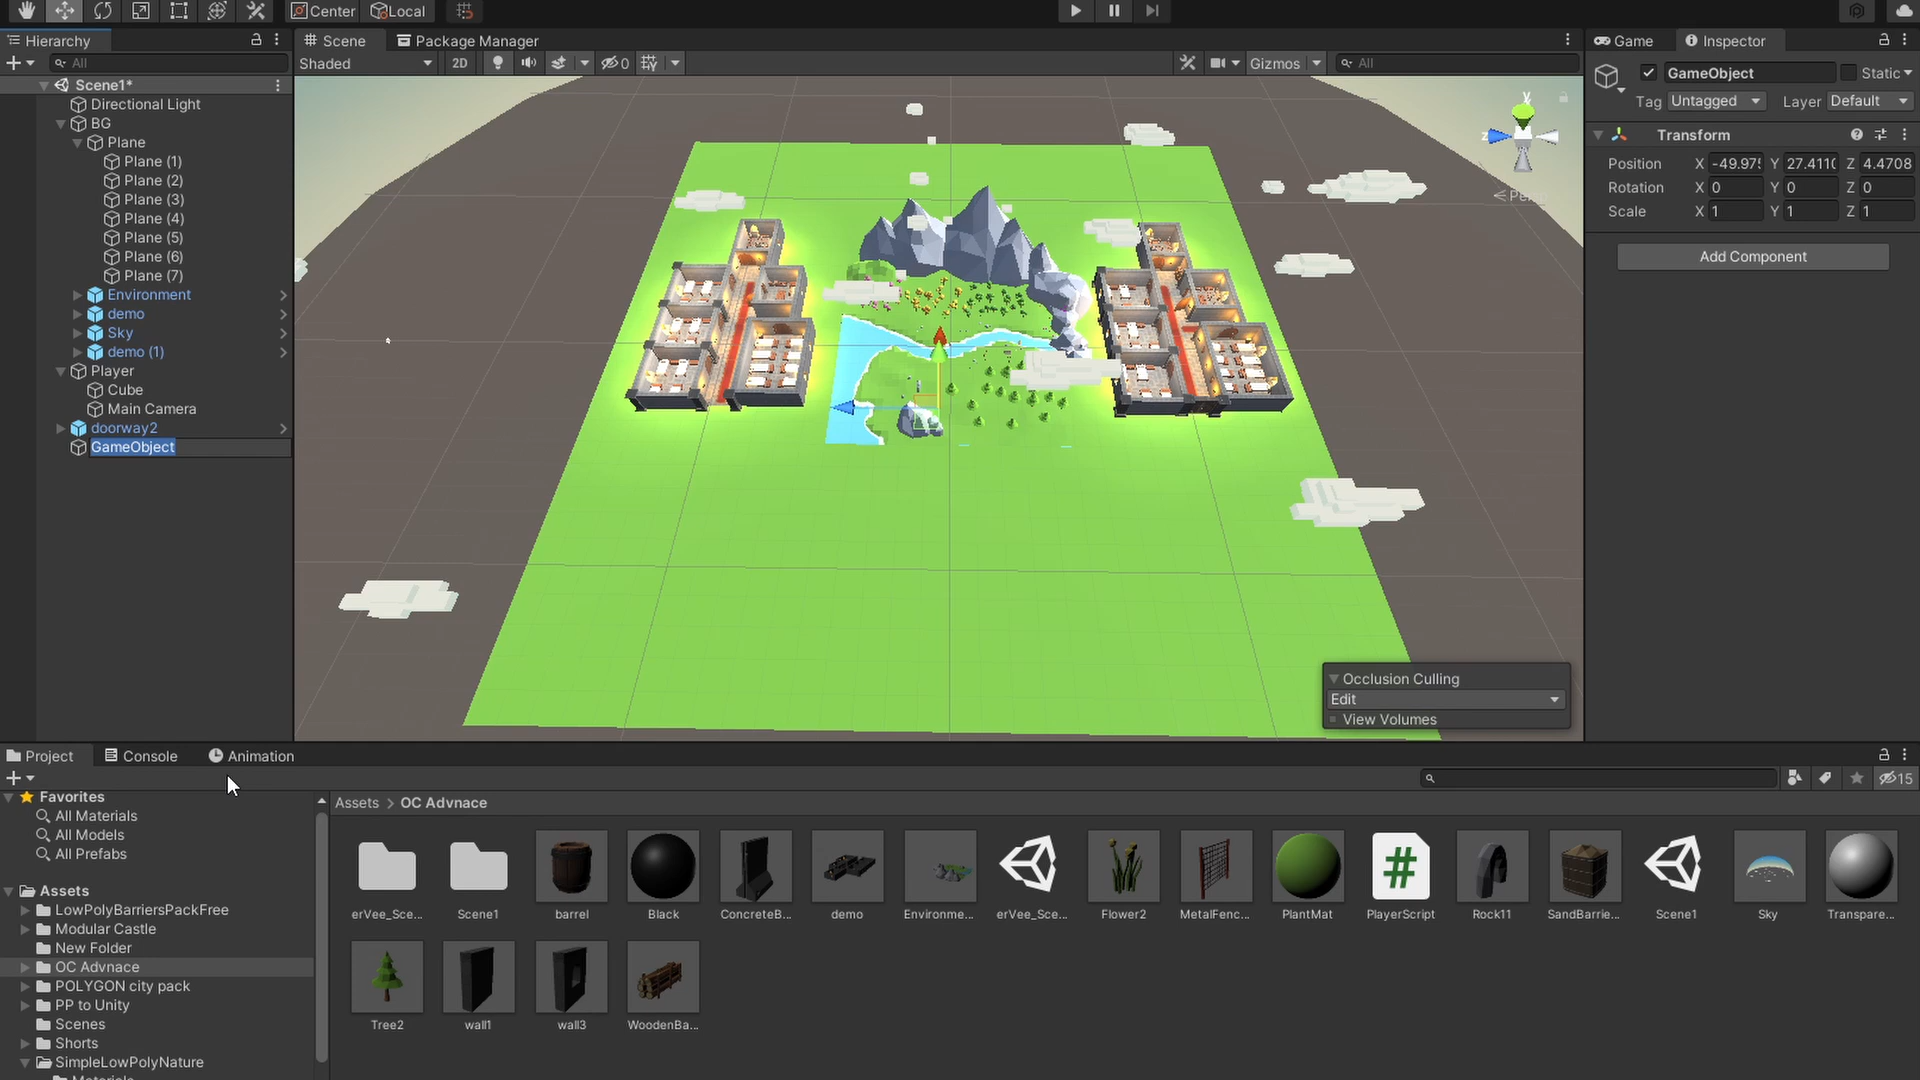 Center
Local
Hierarchy
All
Scene1*
Directional Light
BG
Plane
Plane (1)
Plane (2)
Plane (3)
Plane (4)
Plane (5)
Plane (6)
Plane (7)
Environment
demo
Sky
demo (1)
Player
Cube
Main Camera
doorway2
GameObject
Scene
Package Manager
Shaded
2D
0
Gizmos
All
y
z
Occlusion Culling
Edit
View Volumes
Game
Inspector
GameObject
Static
Tag Untagged
Layer Default
Transform
Position X -49.97 Y 27.411 Z 4.4708
Rotation X 0 Y 0 Z 0
Scale X 1 Y 1 Z 1
Add Component
Project
Console
Animation
15
Favorites
All Materials
All Models
All Prefabs
Assets
LowPolyBarriersPackFree
Modular Castle
New Folder
OC Advnace
POLYGON city pack
PP to Unity
Scenes
Shorts
SimpleLowPolyNature
Assets > OC Advnace
erVee_Sce...
Scene1
barrel
Black
ConcreteB...
demo
Environme...
erVee_Sce...
Flower2
MetalFenc...
PlantMat
PlayerScript
Rock11
SandBarrie...
Scene1
Sky
Transpare...
Tree2
wall1
wall3
WoodenBa...